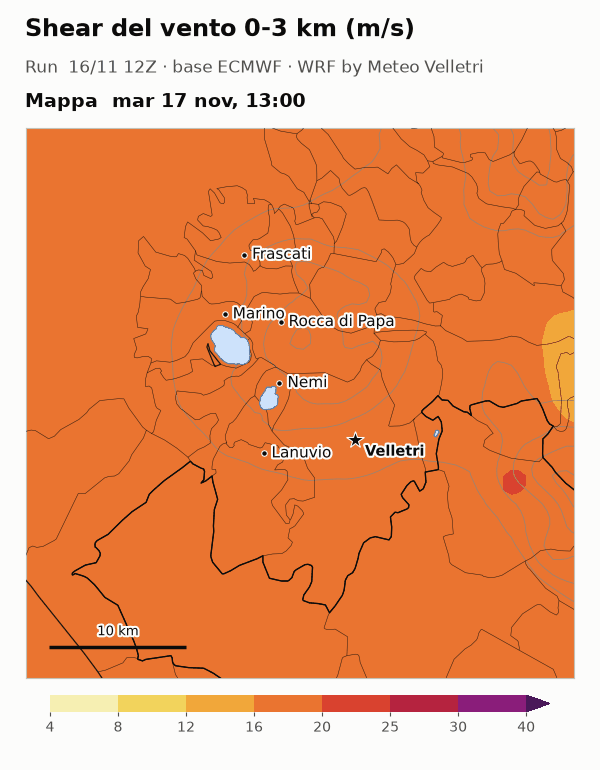 Shear del vento 0-3 km (m/s)
Run  16/11 12Z · base ECMWF · WRF by Meteo Velletri
Mappa  mar 17 nov, 13:00
Frascati
Marino
Rocca di Papa
Nemi
Velletri
Lanuvio
10 km
4 8 12 16 20 25 30 40